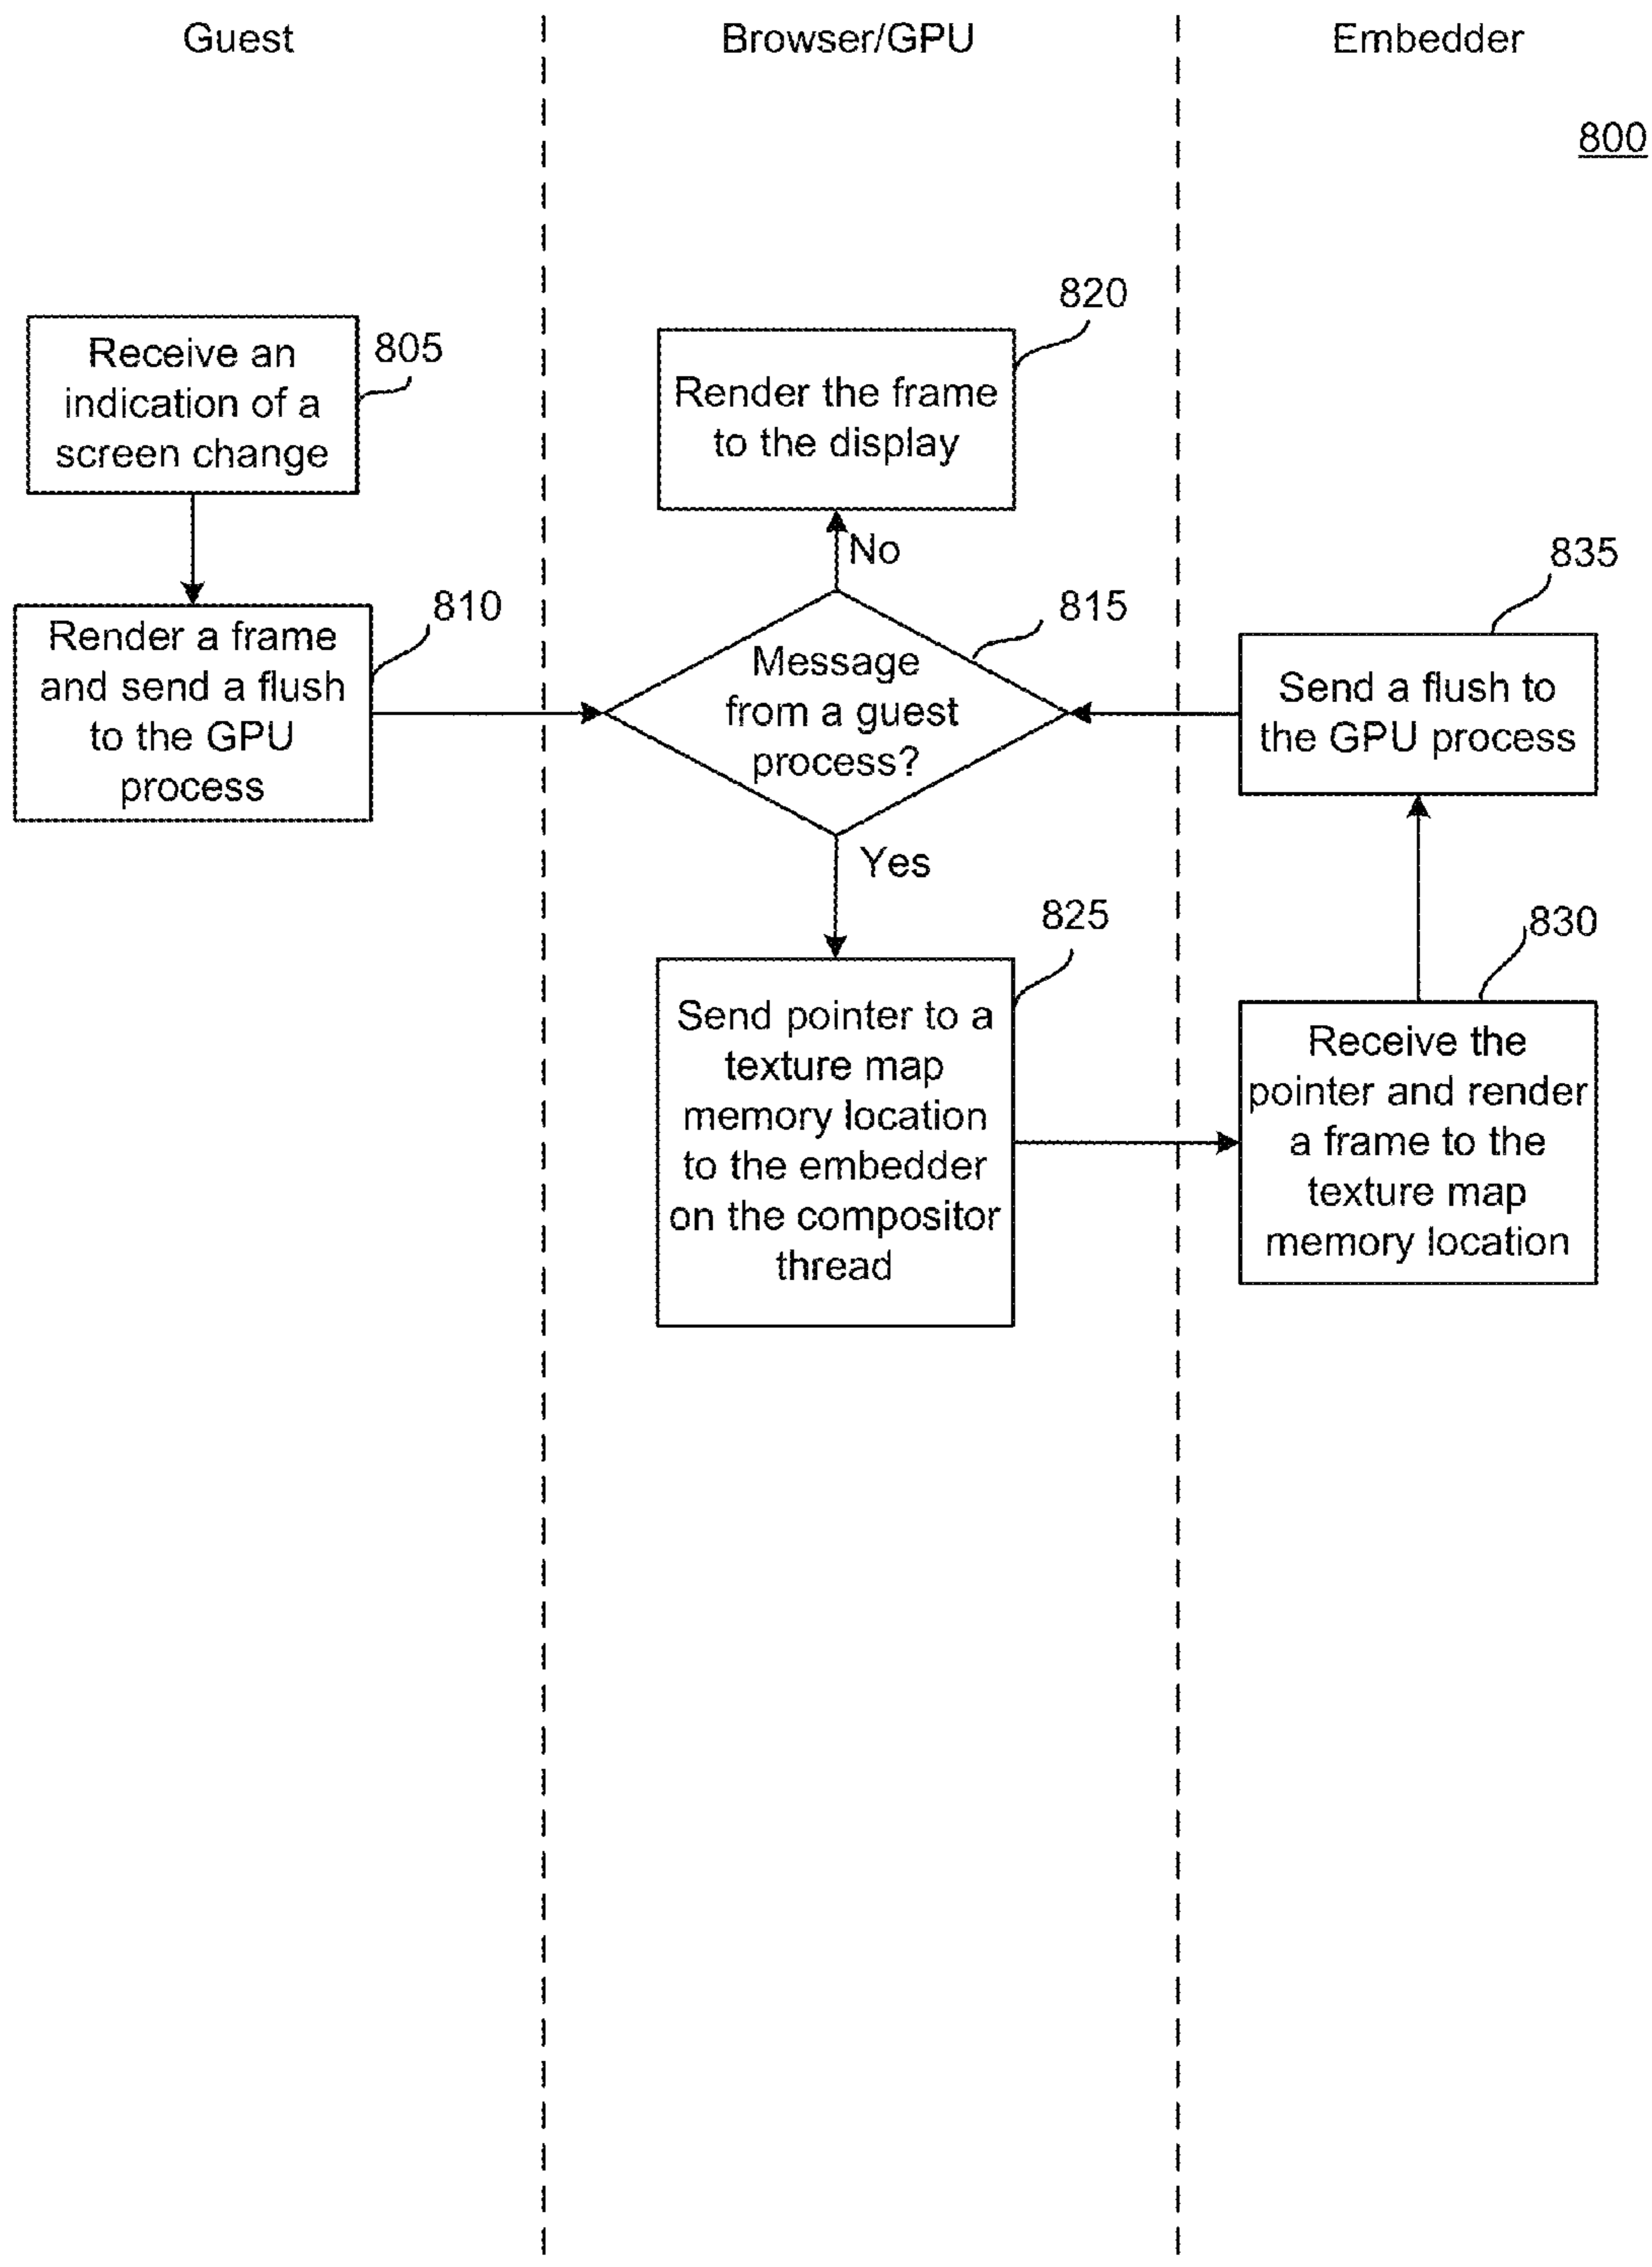 Guest
Browser/GPU
Embedder
800
Receive an
indication of a
screen change
805
Render a frame
and send a flush
to the GPU
process
810
820
Render the frame
to the display
No
815
Message
from a guest
process?
Yes
825
Send pointer to a
texture map
memory location
to the embedder
on the compositor
thread
835
Send a flush to
the GPU process
830
Receive the
pointer and render
a frame to the
texture map
memory location